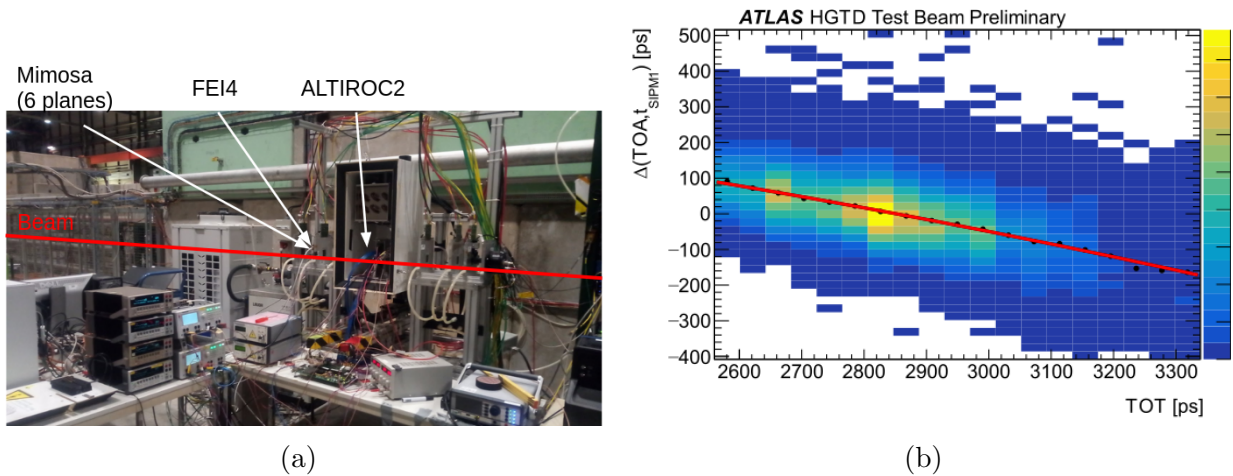 Mimosa
(6 planes)
FEI4
ALTIROC2
Beam
(a)
ATLAS HGTD Test Beam Preliminary
Δ(TOA,t_SIPM1) [ps]
500
400
300
200
100
0
−100
−200
−300
−400
2600 2700 2800 2900 3000 3100 3200 3300
TOT [ps]
(b)